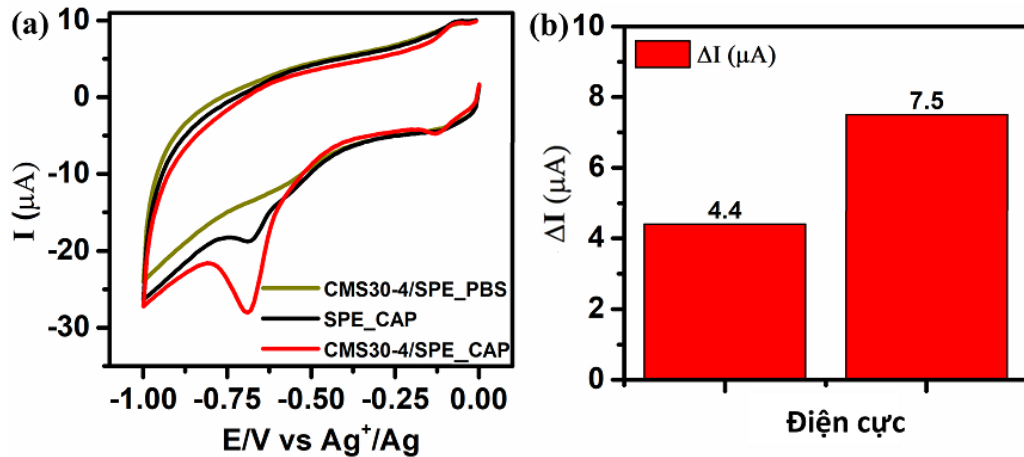 (a)
10
0
-10
-20
-30
I (µA)
CMS30-4/SPE_PBS
SPE_CAP
CMS30-4/SPE_CAP
-1.00 -0.75 -0.50 -0.25 0.00
E/V vs Ag⁺/Ag
(b)
10
8
6
4
2
0
ΔI (µA)
ΔI (µA)
4.4
7.5
Điện cực